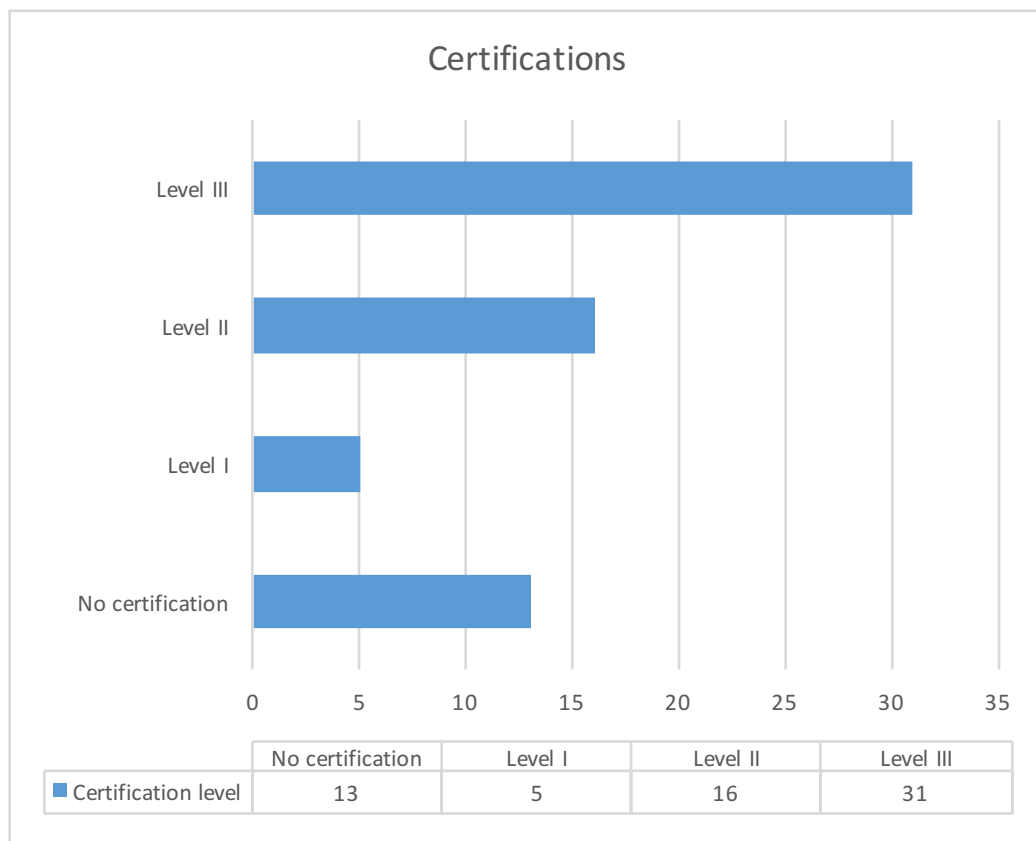 Certifications
Level III
Level II
Level I
No certification
0 5 10 15 20 25 30 35
No certification Level I Level II Level III
Certification level 13 5 16 31